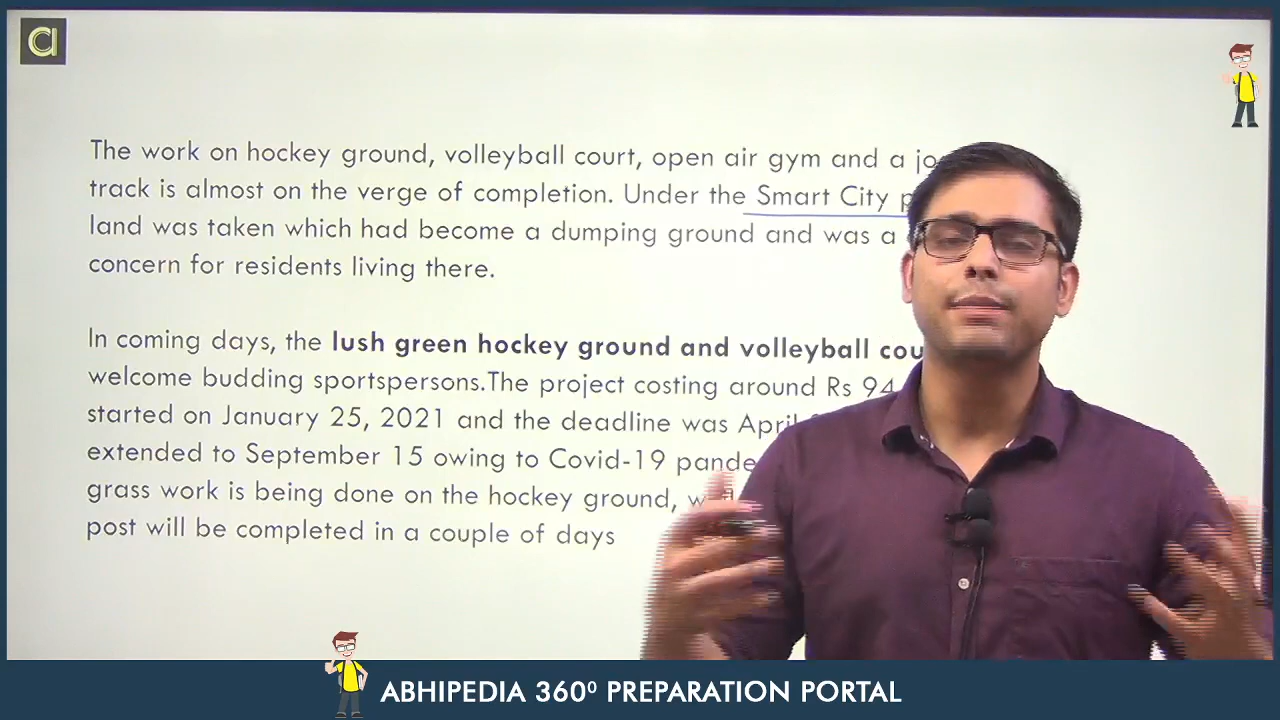 a
The work on hockey ground, volleyball court, open air gym and a
track is almost on the verge of completion. Under the Smart City
land was taken which had become a dumping ground and was a
concern for residents living there.
In coming days, the lush green hockey ground and volleyball
welcome budding sportspersons.The project costing around Rs 94
started on January 25, 2021 and the deadline was April
extended to September 15 owing to Covid-19
grass work is being done on the hockey ground,
post will be completed in a couple of days
ABHIPEDIA 360⁰ PREPARATION PORTAL